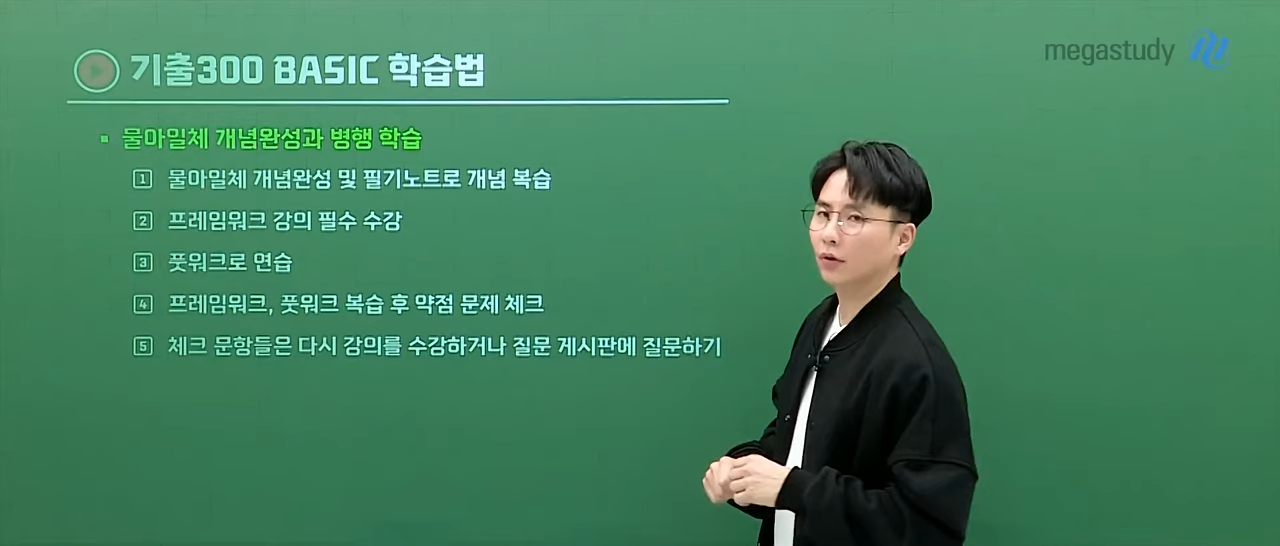 기출300 BASIC 학습법
megastudy
물아일체 개념완성과 병행 학습
1 물아일체 개념완성 및 필기노트로 개념 복습
2 프레임워크 강의 필수 수강
3 풋워크로 연습
4 프레임워크, 풋워크 복습 후 약점 문제 체크
5 체크 문항들은 다시 강의를 수강하거나 질문 게시판에 질문하기